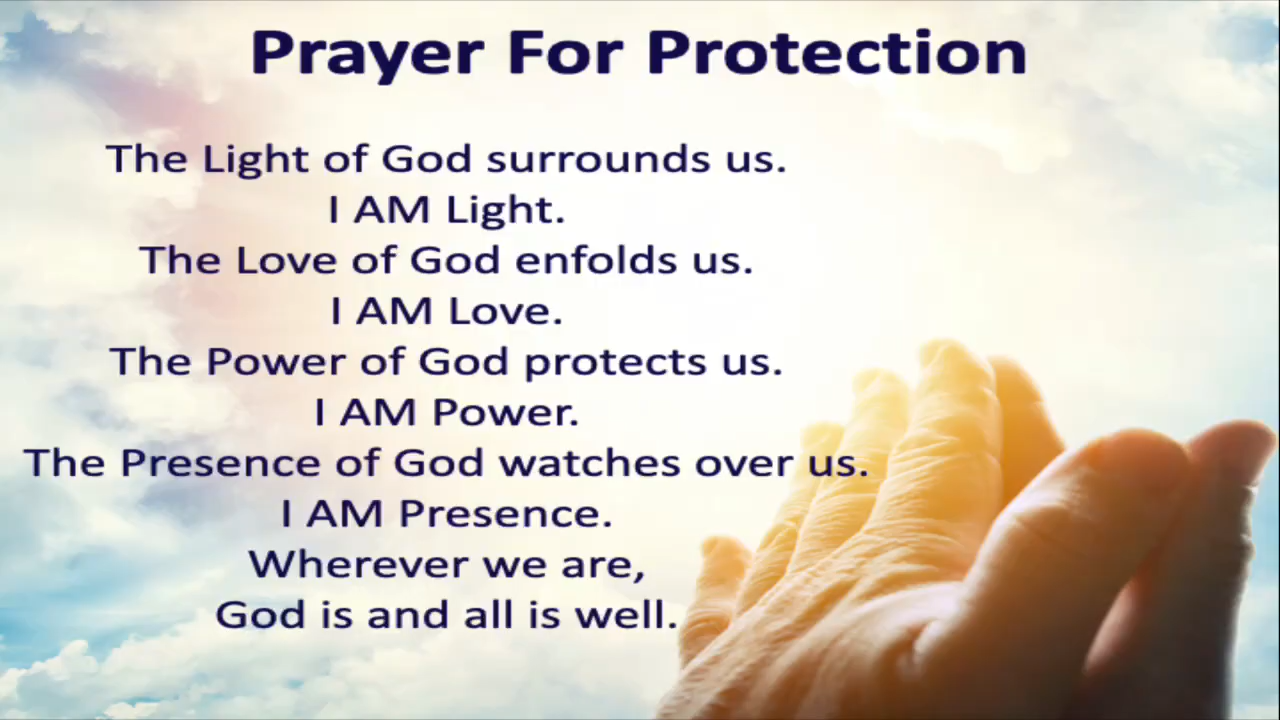 Prayer For Protection
The Light of God surrounds us.
I AM Light.
The Love of God enfolds us.
I AM Love.
The Power of God protects us.
I AM Power.
The Presence of God watches over us.
I AM Presence.
Wherever we are,
God is and all is well.